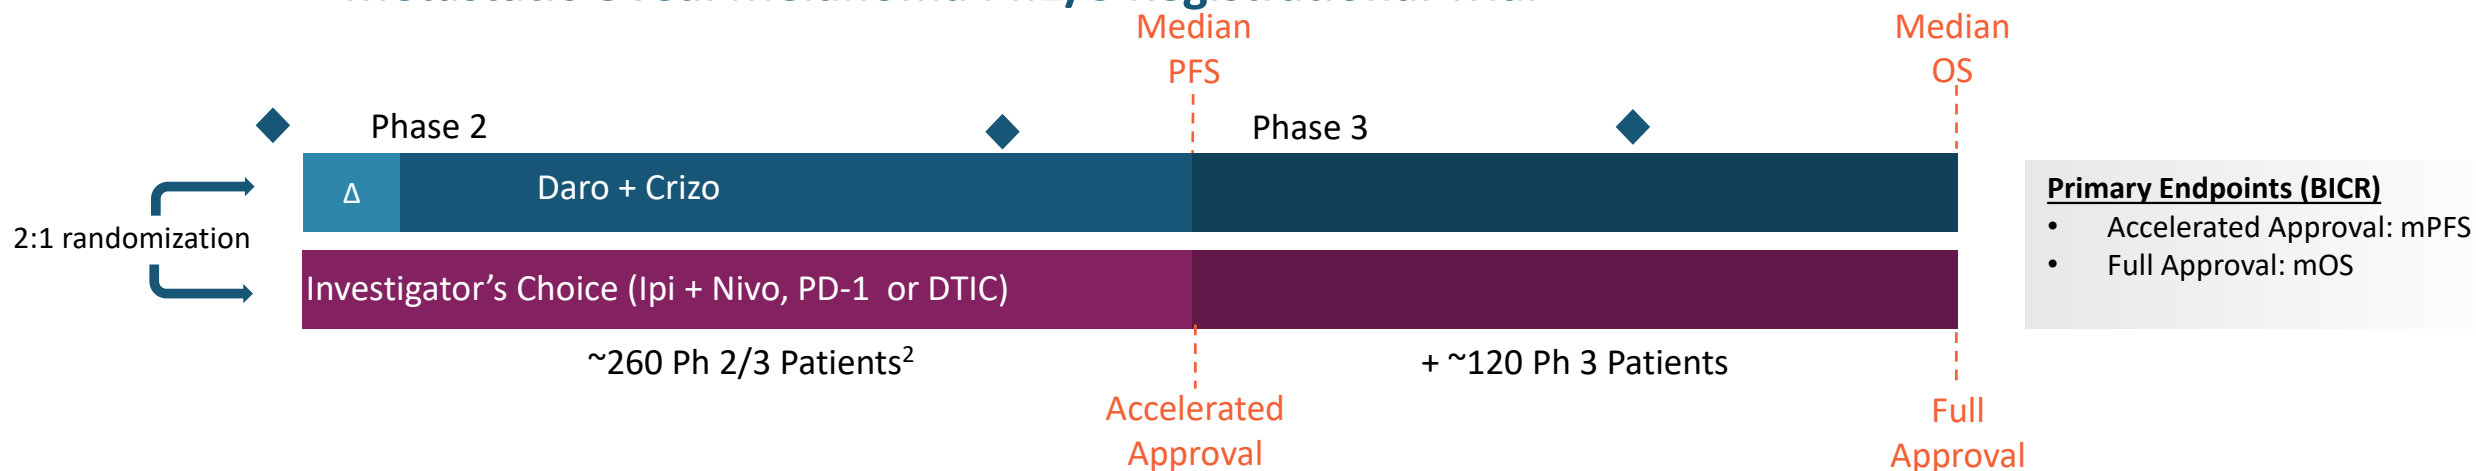 Median
PFS
Median
OS
Phase 2
Phase 3
Δ
Daro + Crizo
2:1 randomization
Investigator's Choice (Ipi + Nivo, PD-1 or DTIC)
~260 Ph 2/3 Patients2
+ ~120 Ph 3 Patients
Accelerated
Approval
Full
Approval
Primary Endpoints (BICR)
• Accelerated Approval: mPFS
• Full Approval: mOS